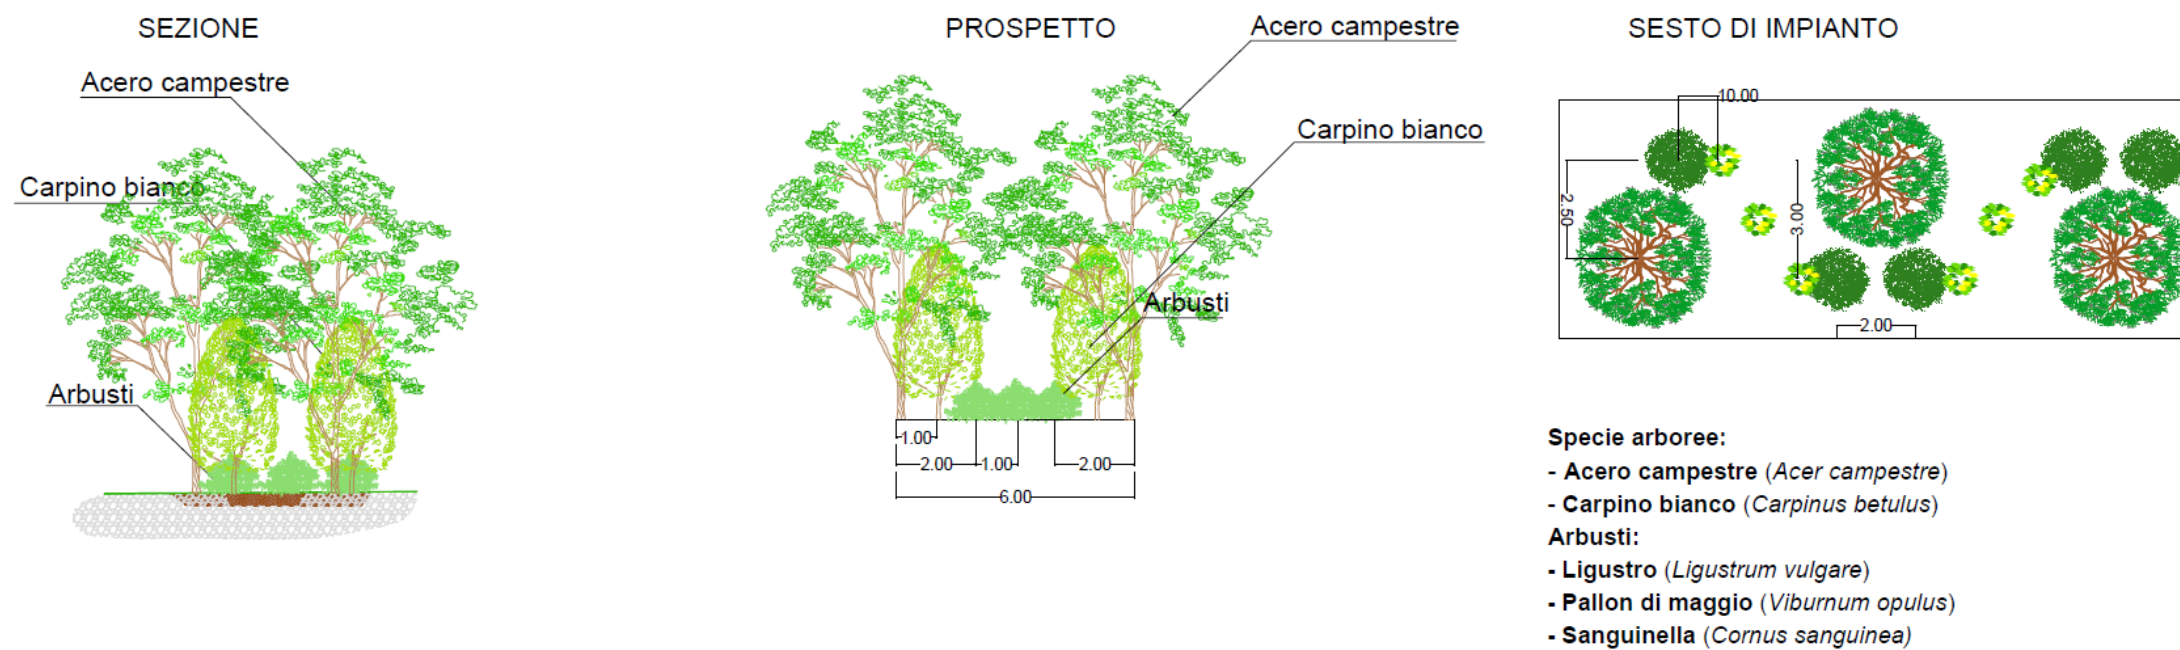 SEZIONE
Acero campestre
Carpino bianco
Arbusti
PROSPETTO
Acero campestre
Carpino bianco
Arbusti
1.00
2.00 1.00 2.00
6.00
SESTO DI IMPIANTO
10.00
2.50
3.00
2.00
Specie arboree:
- Acero campestre (Acer campestre)
- Carpino bianco (Carpinus betulus)
Arbusti:
- Ligustro (Ligustrum vulgare)
- Pallon di maggio (Viburnum opulus)
- Sanguinella (Cornus sanguinea)